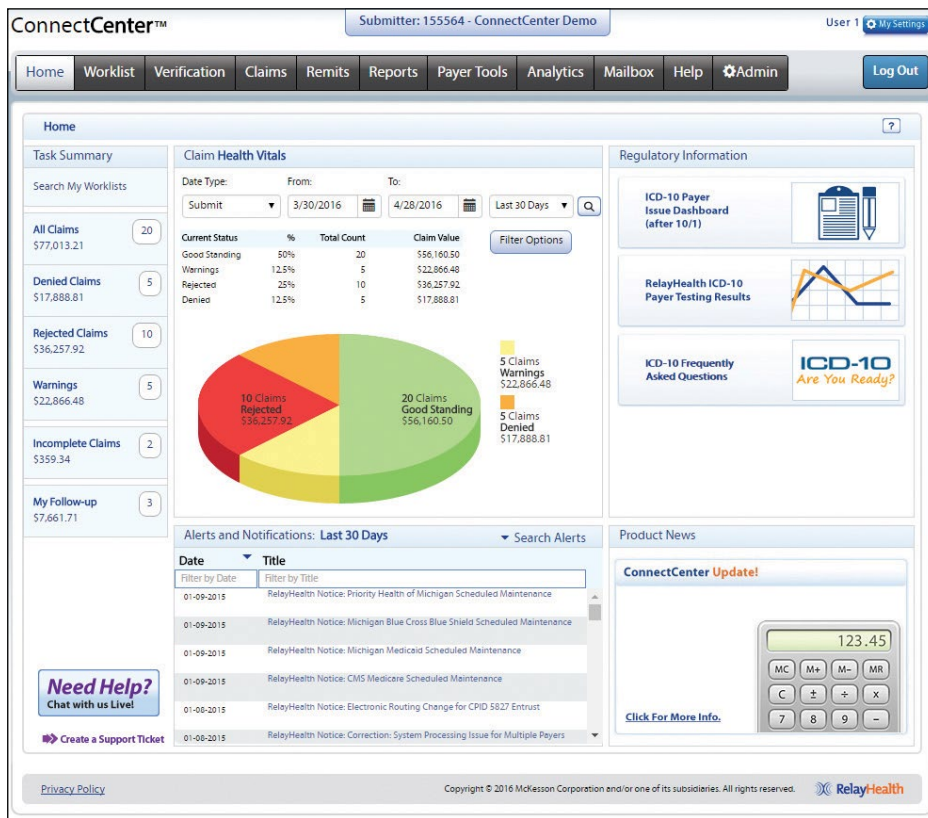 ConnectCenter™
Submitter: 155564 - ConnectCenter Demo
User 1
My Settings
Home Worklist Verification Claims Remits Reports Payer Tools Analytics Mailbox Help Admin
Log Out
Home
?
Task Summary
Search My Worklists
All Claims 20
$77,013.21
Denied Claims 5
$17,888.81
Rejected Claims 10
$36,257.92
Warnings 5
$22,866.48
Incomplete Claims 2
$359.34
My Follow-up 3
$7,661.71
Need Help?
Chat with us Live!
Create a Support Ticket
Claim Health Vitals
Date Type: From: To:
Submit 3/30/2016 4/28/2016 Last 30 Days
Current Status % Total Count Claim Value
Good Standing 50% 20 $56,160.50
Warnings 12.5% 5 $22,866.48
Rejected 25% 10 $36,257.92
Denied 12.5% 5 $17,888.81
Filter Options
10 Claims
Rejected
$36,257.92
20 Claims
Good Standing
$56,160.50
5 Claims
Warnings
$22,866.48
5 Claims
Denied
$17,888.81
Alerts and Notifications: Last 30 Days
Search Alerts
Date Title
Filter by Date Filter by Title
01-09-2015 RelayHealth Notice: Priority Health of Michigan Scheduled Maintenance
01-09-2015 RelayHealth Notice: Michigan Blue Cross Blue Shield Scheduled Maintenance
01-09-2015 RelayHealth Notice: Michigan Medicaid Scheduled Maintenance
01-09-2015 RelayHealth Notice: CMS Medicare Scheduled Maintenance
01-08-2015 RelayHealth Notice: Electronic Routing Change for CPID 5827 Entrust
01-08-2015 RelayHealth Notice: Correction: System Processing Issue for Multiple Payers
Regulatory Information
ICD-10 Payer
Issue Dashboard
(after 10/1)
RelayHealth ICD-10
Payer Testing Results
ICD-10 Frequently
Asked Questions
ICD-10
Are You Ready?
Product News
ConnectCenter Update!
123.45
MC M+ M- MR
C ± ÷ x
7 8 9 -
Click For More Info.
Privacy Policy
Copyright © 2016 McKesson Corporation and/or one of its subsidiaries. All rights reserved.
RelayHealth